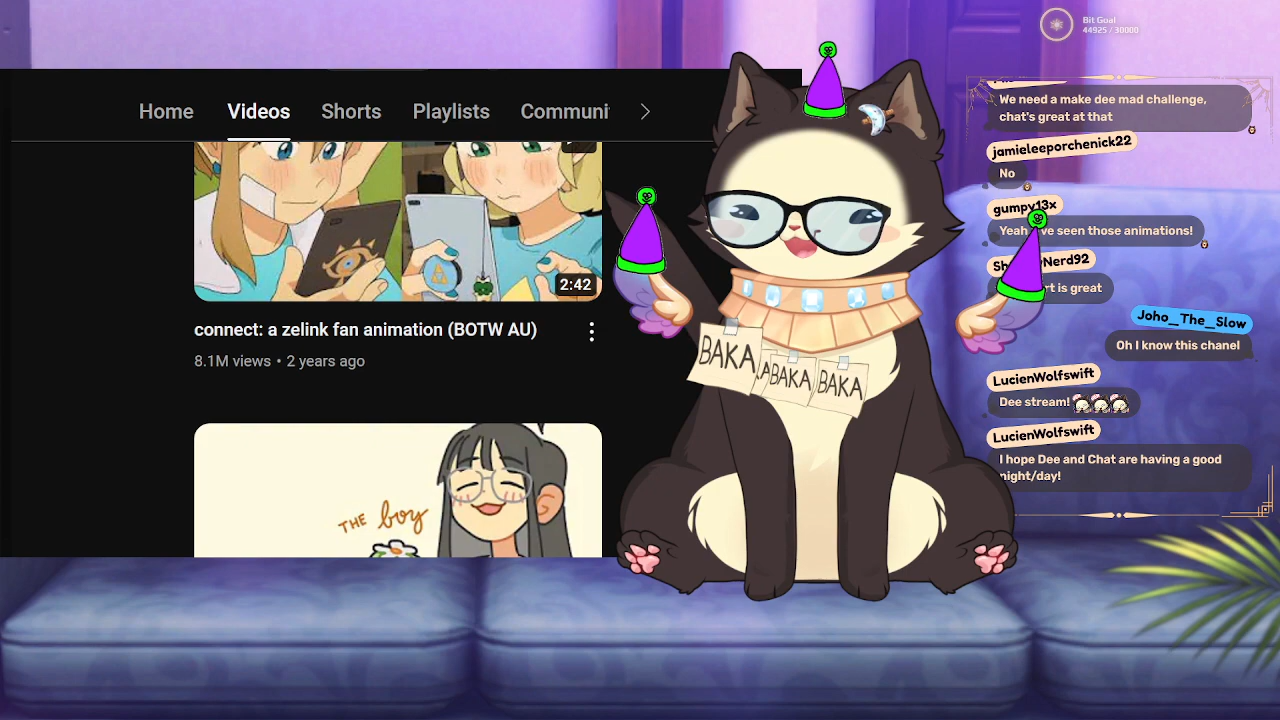 Bit Goal
44925 / 30000
Home Videos Shorts Playlists Communi
2:42
connect: a zelink fan animation (BOTW AU)
8.1M views • 2 years ago
THE boy
BAKA
BAKA
BAKA
We need a make dee mad challenge,
chat's great at that
jamieleeporchenick22
No
gumpy13x
Yeah ve seen those animations!
Nerd92
rt is great
Joho_The_Slow
Oh I know this chanel
LucienWolfswift
Dee stream!
LucienWolfswift
I hope Dee and Chat are having a good
night/day!